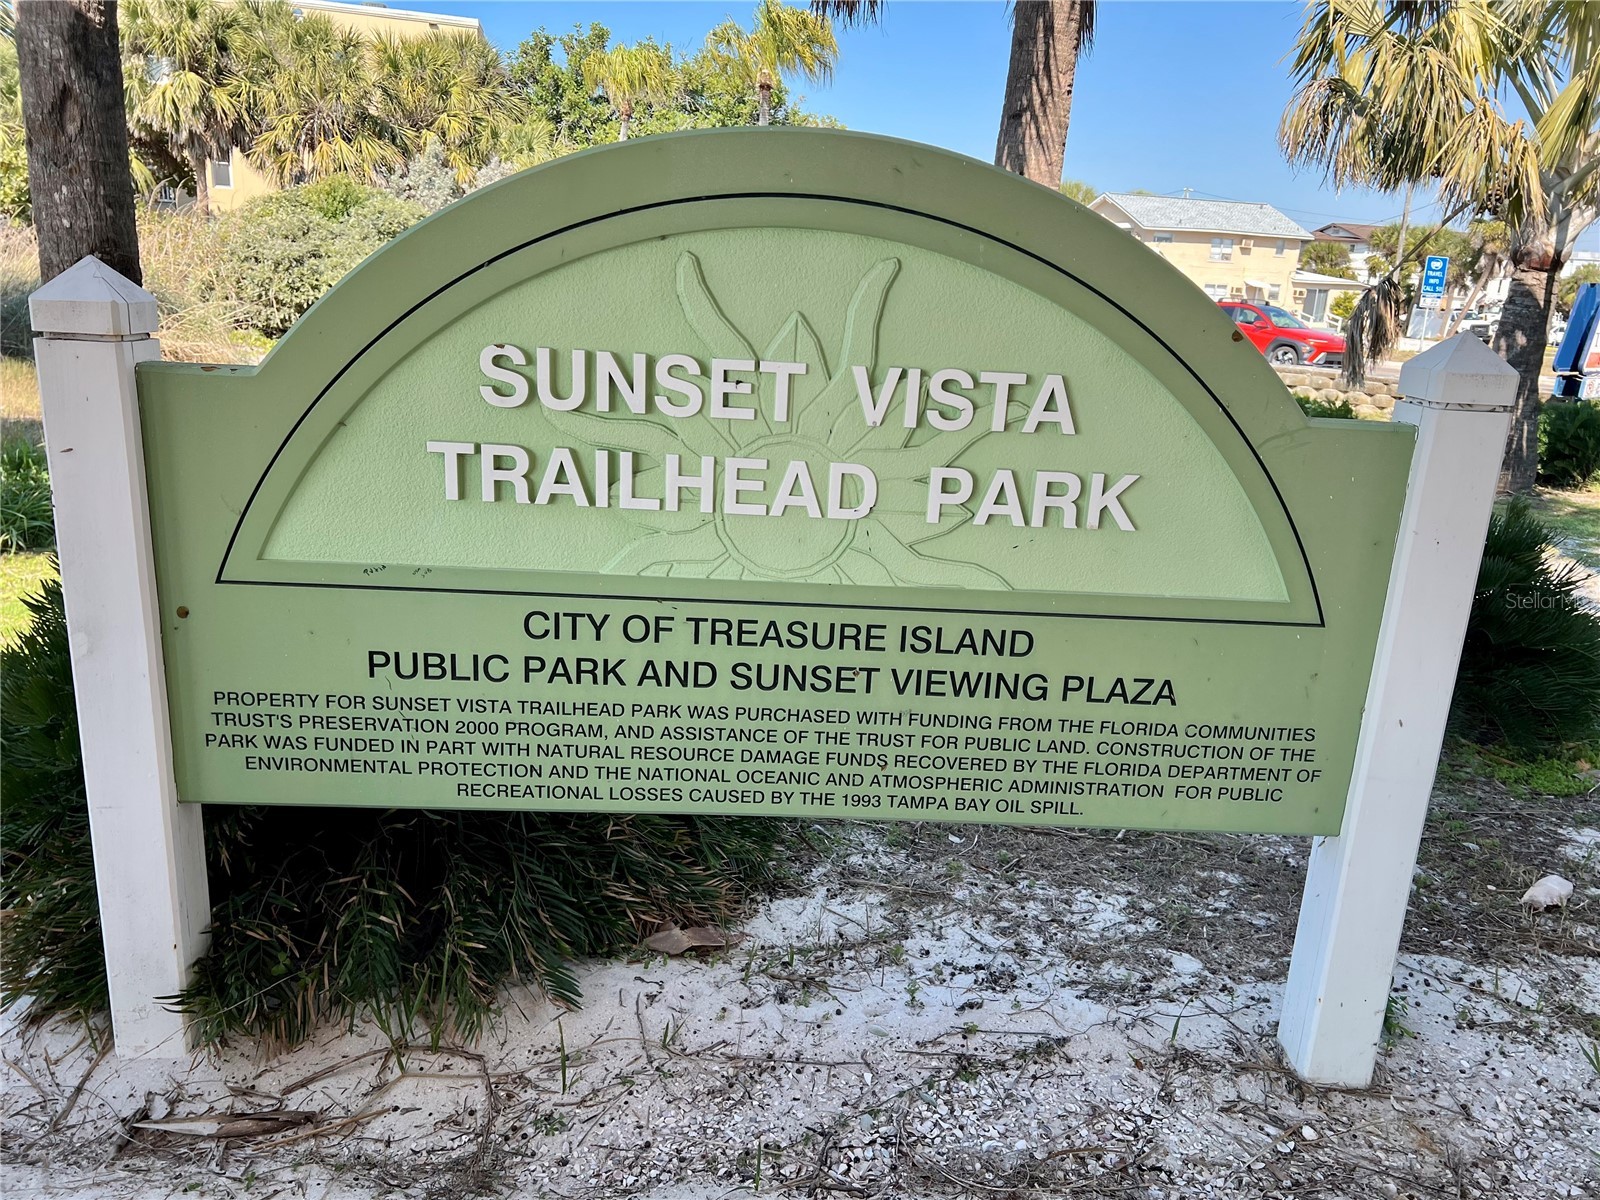 SUNSET VISTA
TRAILHEAD PARK
CITY OF TREASURE ISLAND
PUBLIC PARK AND SUNSET VIEWING PLAZA
PROPERTY FOR SUNSET VISTA TRAILHEAD PARK WAS PURCHASED WITH FUNDING FROM THE FLORIDA COMMUNITIES
TRUST'S PRESERVATION 2000 PROGRAM, AND ASSISTANCE OF THE TRUST FOR PUBLIC LAND. CONSTRUCTION OF THE
PARK WAS FUNDED IN PART WITH NATURAL RESOURCE DAMAGE FUNDS RECOVERED BY THE FLORIDA DEPARTMENT OF
ENVIRONMENTAL PROTECTION AND THE NATIONAL OCEANIC AND ATMOSPHERIC ADMINISTRATION FOR PUBLIC
RECREATIONAL LOSSES CAUSED BY THE 1993 TAMPA BAY OIL SPILL.
TRAVEL
INFO
CALL 511